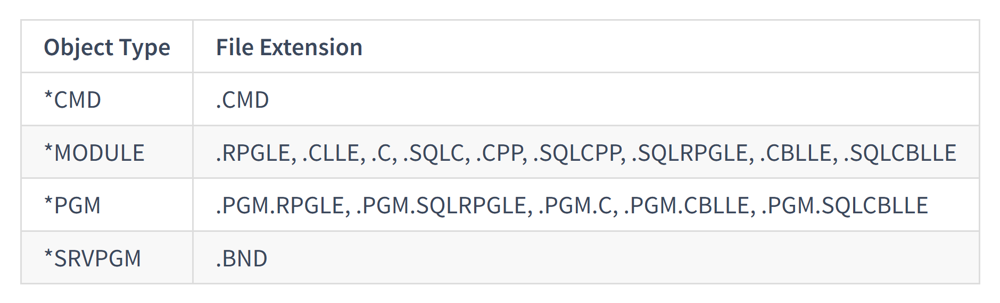 Object Type File Extension
*CMD .CMD
*MODULE .RPGLE, .CLLE, .C, .SQLC, .CPP, .SQLCPP, .SQLRPGLE, .CBLLE, .SQLCBLLE
*PGM .PGM.RPGLE, .PGM.SQLRPGLE, .PGM.C, .PGM.CBLLE, .PGM.SQLCBLLE
*SRVPGM .BND